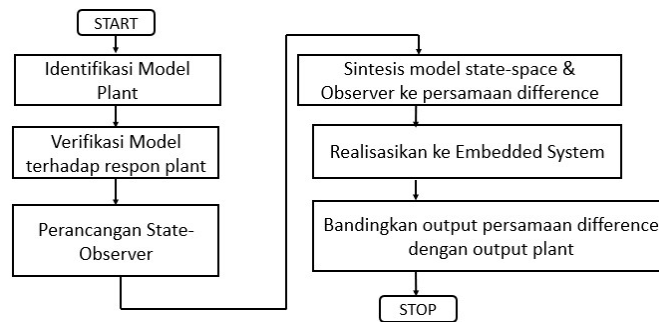 START
Identifikasi Model
Plant
Verifikasi Model
terhadap respon plant
Perancangan State-
Observer
Sintesis model state-space &
Observer ke persamaan difference
Realisasikan ke Embedded System
Bandingkan output persamaan difference
dengan output plant
STOP